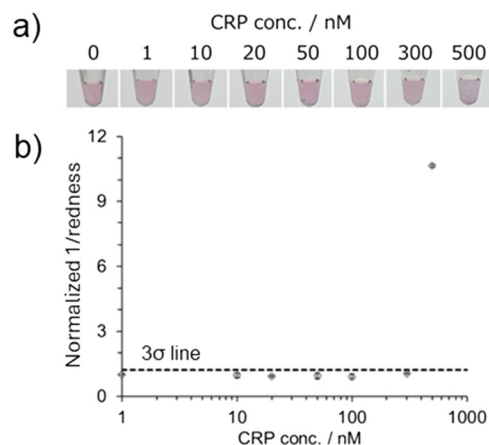 a)
CRP conc. / nM
0 1 10 20 50 100 300 500
b)
12
9
6
3
0
Normalized 1/redness
3σ line
1 10 100 1000
CRP conc. / nM